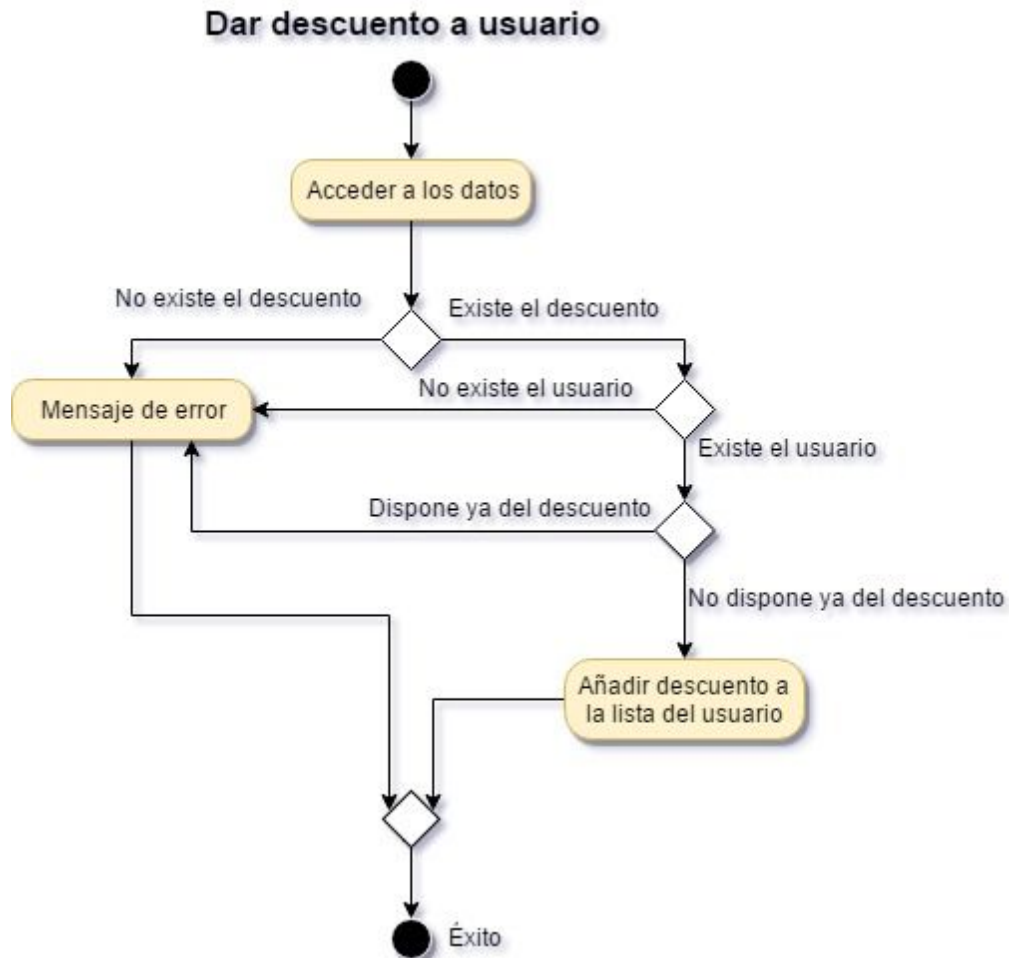 Dar descuento a usuario
Acceder a los datos
No existe el descuento
Existe el descuento
No existe el usuario
Mensaje de error
Existe el usuario
Dispone ya del descuento
No dispone ya del descuento
Añadir descuento a
la lista del usuario
Éxito